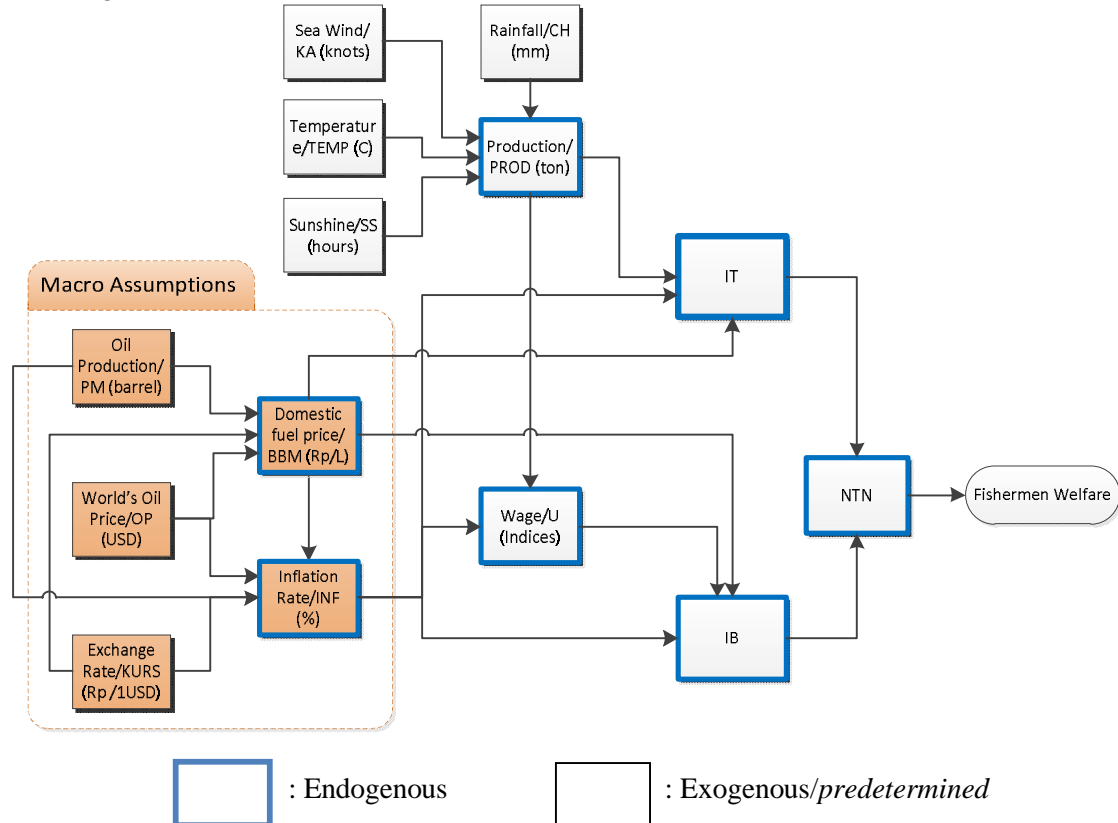 Sea Wind/
KA (knots)
Rainfall/CH
(mm)
Temperatur
e/TEMP (C)
Production/
PROD (ton)
Sunshine/SS
(hours)
IT
Macro Assumptions
Oil
Production/
PM (barrel)
Domestic
fuel price/
BBM (Rp/L)
World's Oil
Price/OP
(USD)
Wage/U
(Indices)
NTN
Fishermen Welfare
Inflation
Rate/INF
(%)
IB
Exchange
Rate/KURS
(Rp/1USD)
: Endogenous
: Exogenous/predetermined